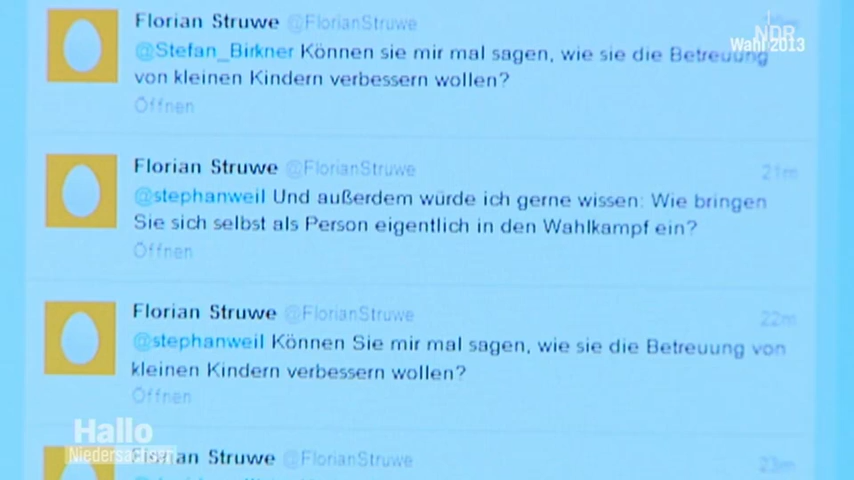 Florian Struwe @FlorianStruwe
NDR
Wahl 2013
@Stefan_Birkner Können sie mir mal sagen, wie sie die Betreuung
von kleinen Kindern verbessern wollen?
Öffnen
Florian Struwe @FlorianStruwe 21m
@stephanweil Und außerdem würde ich gerne wissen: Wie bringen
Sie sich selbst als Person eigentlich in den Wahlkampf ein?
Öffnen
Florian Struwe @FlorianStruwe 22m
@stephanweil Können Sie mir mal sagen, wie sie die Betreuung von
kleinen Kindern verbessern wollen?
Öffnen
Hallo
Niedersachsen
Struwe @FlorianStruwe 23m